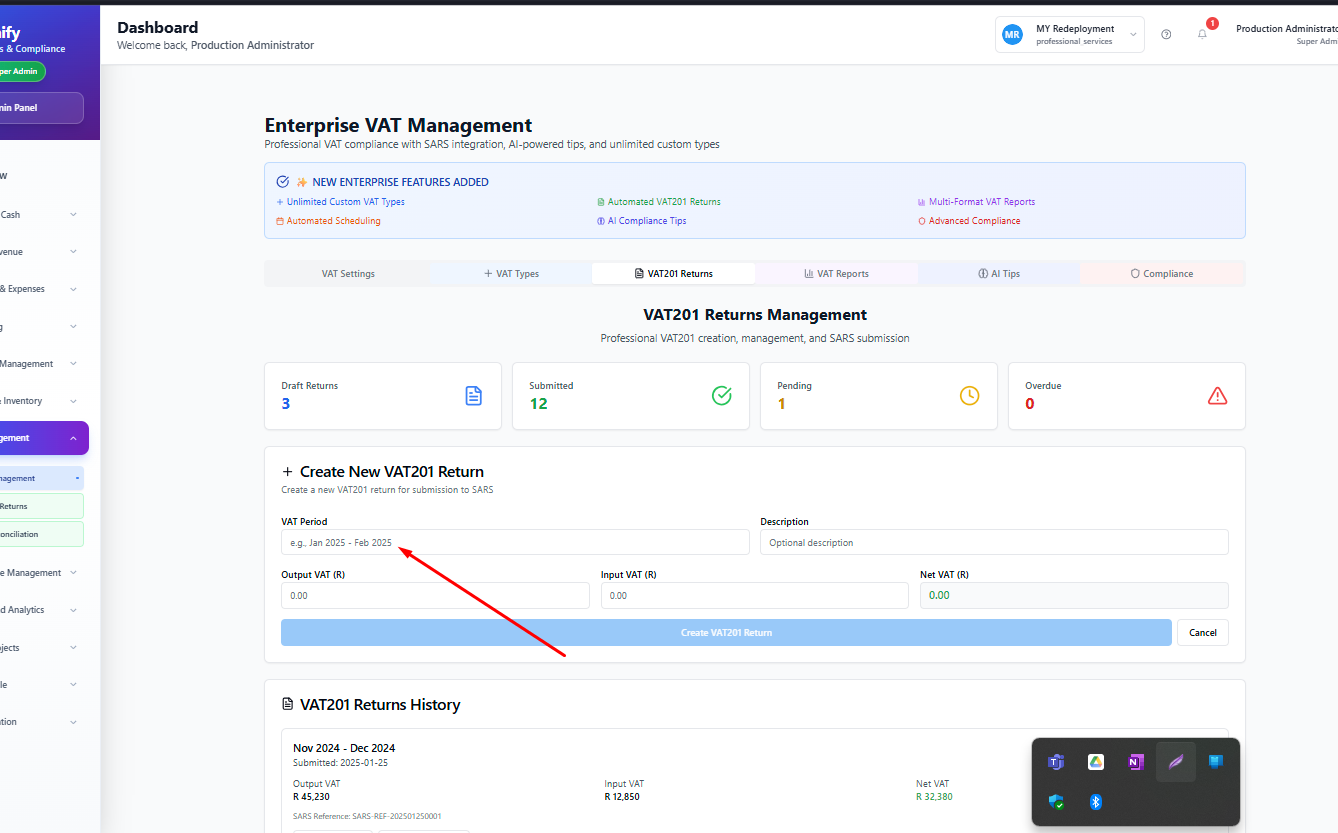 ify
s & Compliance
per Admin
nin Panel
Dashboard
Welcome back, Production Administrator
MR
MY Redeployment
professional_services
1
Production Administrato
Super Adm
w
Cash
venue
& Expenses
g
Management
& Inventory
gement
nagement
Returns
onciliation
e Management
d Analytics
ojects
le
ation
Enterprise VAT Management
Professional VAT compliance with SARS integration, AI-powered tips, and unlimited custom types
✨ NEW ENTERPRISE FEATURES ADDED
+ Unlimited Custom VAT Types
Automated VAT201 Returns
Multi-Format VAT Reports
Automated Scheduling
AI Compliance Tips
Advanced Compliance
VAT Settings
+ VAT Types
VAT201 Returns
VAT Reports
AI Tips
Compliance
VAT201 Returns Management
Professional VAT201 creation, management, and SARS submission
Draft Returns
3
Submitted
12
Pending
1
Overdue
0
+ Create New VAT201 Return
Create a new VAT201 return for submission to SARS
VAT Period
e.g., Jan 2025 - Feb 2025
Description
Optional description
Output VAT (R)
0.00
Input VAT (R)
0.00
Net VAT (R)
0.00
Create VAT201 Return
Cancel
VAT201 Returns History
Nov 2024 - Dec 2024
Submitted: 2025-01-25
Output VAT
R 45,230
Input VAT
R 12,850
Net VAT
R 32,380
SARS Reference: SARS-REF-202501250001